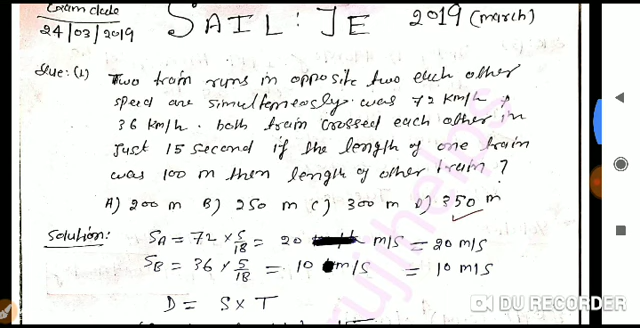 Exam date
24/03/2019
SAIL: JE 2019 (march)
Que: (1) Two train runs in opposite two each other
speed are simultaneously was 72 Km/h,
36 Km/h. both train crossed each other in
Just 15 second if the length of one train
was 100 m then length of other train?
A) 200 m B) 250 m C) 300 m D) 350 m
Solution: SA = 72 × 5/18 = 20 m/s = 20 m/s
SB = 36 × 5/18 = 10 m/s = 10 m/s
D = S × T
DU RECORDER